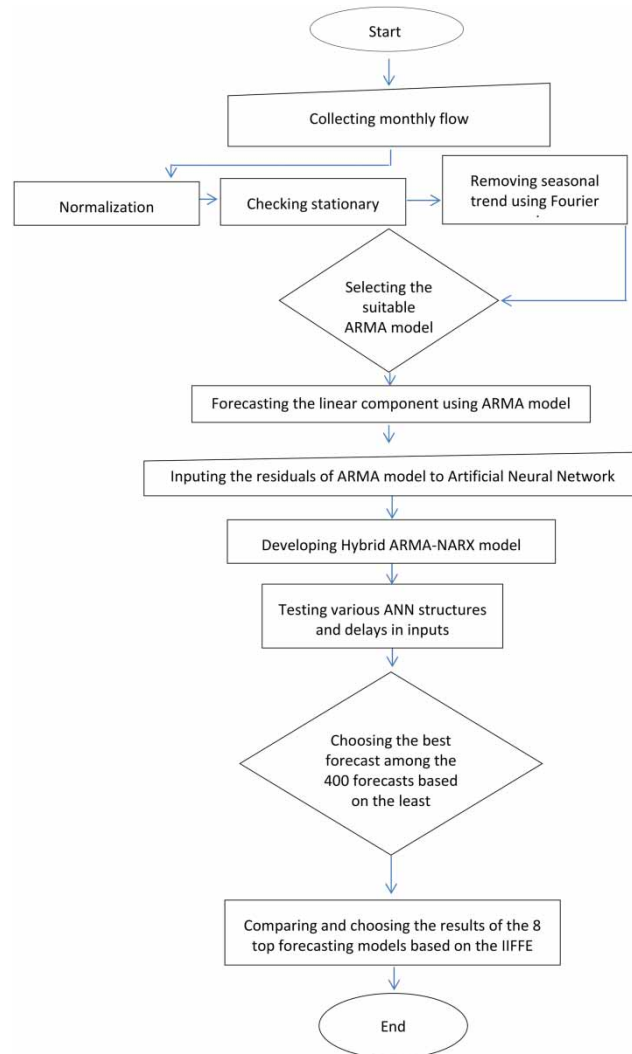 Start
Collecting monthly flow
Normalization
Checking stationary
Removing seasonal
trend using Fourier
.
Selecting the
suitable
ARMA model
Forecasting the linear component using ARMA model
Inputing the residuals of ARMA model to Artificial Neural Network
Developing Hybrid ARMA-NARX model
Testing various ANN structures
and delays in inputs
Choosing the best
forecast among the
400 forecasts based
on the least
Comparing and choosing the results of the 8
top forecasting models based on the IIFFE
End